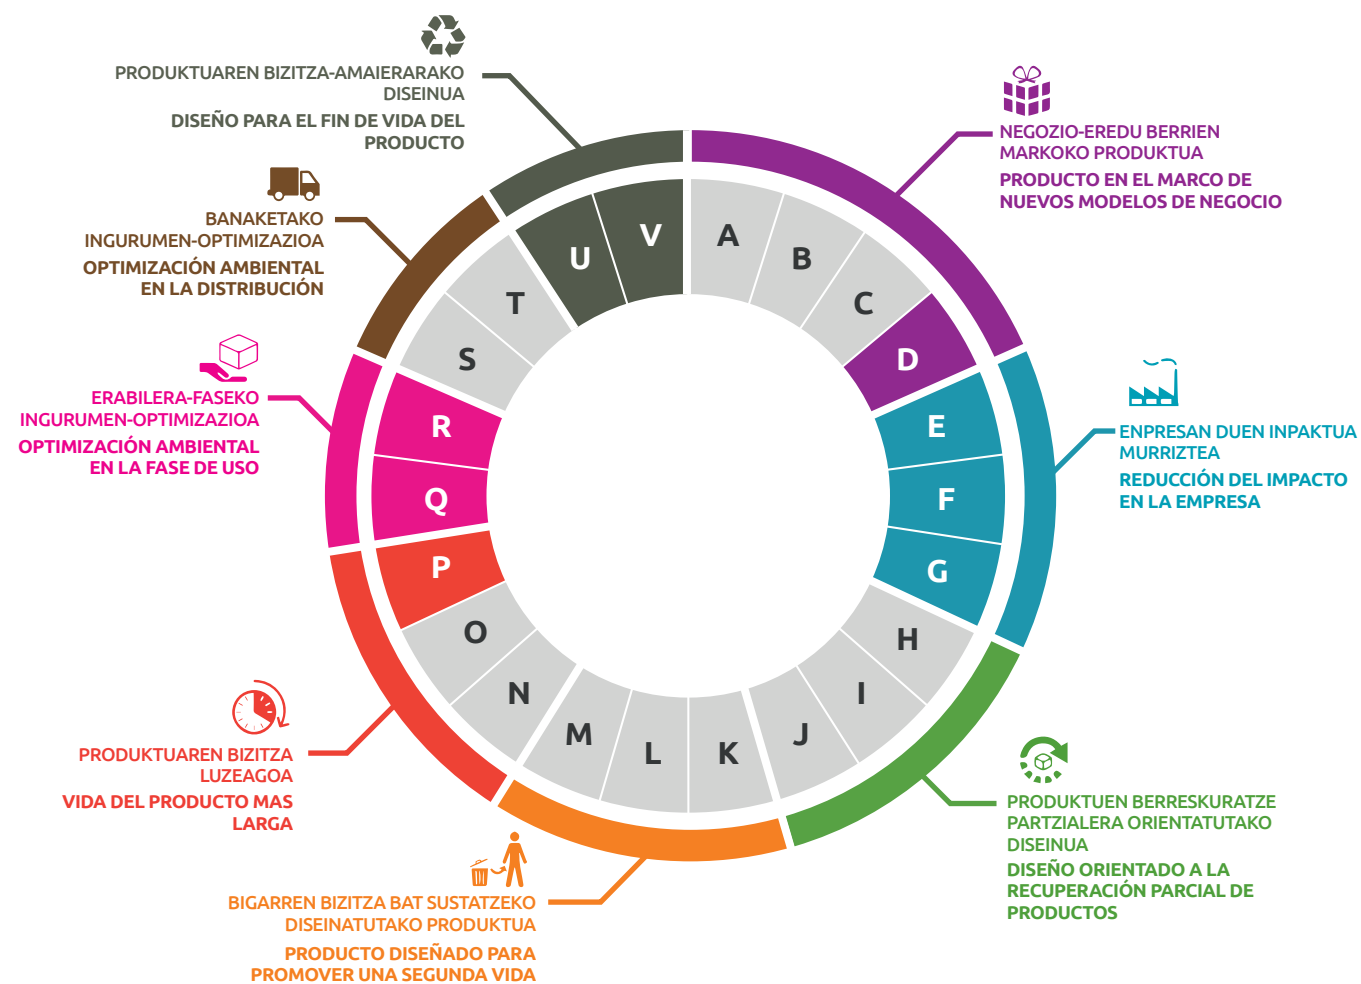 PRODUKTUAREN BIZITZA-AMAIERARAKO
DISEINUA
DISEÑO PARA EL FIN DE VIDA DEL
PRODUCTO
NEGOZIO-EREDU BERRIEN
MARKOKO PRODUKTUA
PRODUCTO EN EL MARCO DE
NUEVOS MODELOS DE NEGOCIO
BANAKETAKO
INGURUMEN-OPTIMIZAZIOA
OPTIMIZACIÓN AMBIENTAL
EN LA DISTRIBUCIÓN
ERABILERA-FASEKO
INGURUMEN-OPTIMIZAZIOA
OPTIMIZACIÓN AMBIENTAL
EN LA FASE DE USO
ENPRESAN DUEN INPAKTUA
MURRIZTEA
REDUCCIÓN DEL IMPACTO
EN LA EMPRESA
A
B
C
D
E
F
G
H
I
J
K
L
M
N
O
P
Q
R
S
T
U
V
PRODUKTUAREN BIZITZA
LUZEAGOA
VIDA DEL PRODUCTO MAS
LARGA
PRODUKTUEN BERRESKURATZE
PARTZIALERA ORIENTATUTAKO
DISEINUA
DISEÑO ORIENTADO A LA
RECUPERACIÓN PARCIAL DE
PRODUCTOS
BIGARREN BIZITZA BAT SUSTATZEKO
DISEINATUTAKO PRODUKTUA
PRODUCTO DISEÑADO PARA
PROMOVER UNA SEGUNDA VIDA